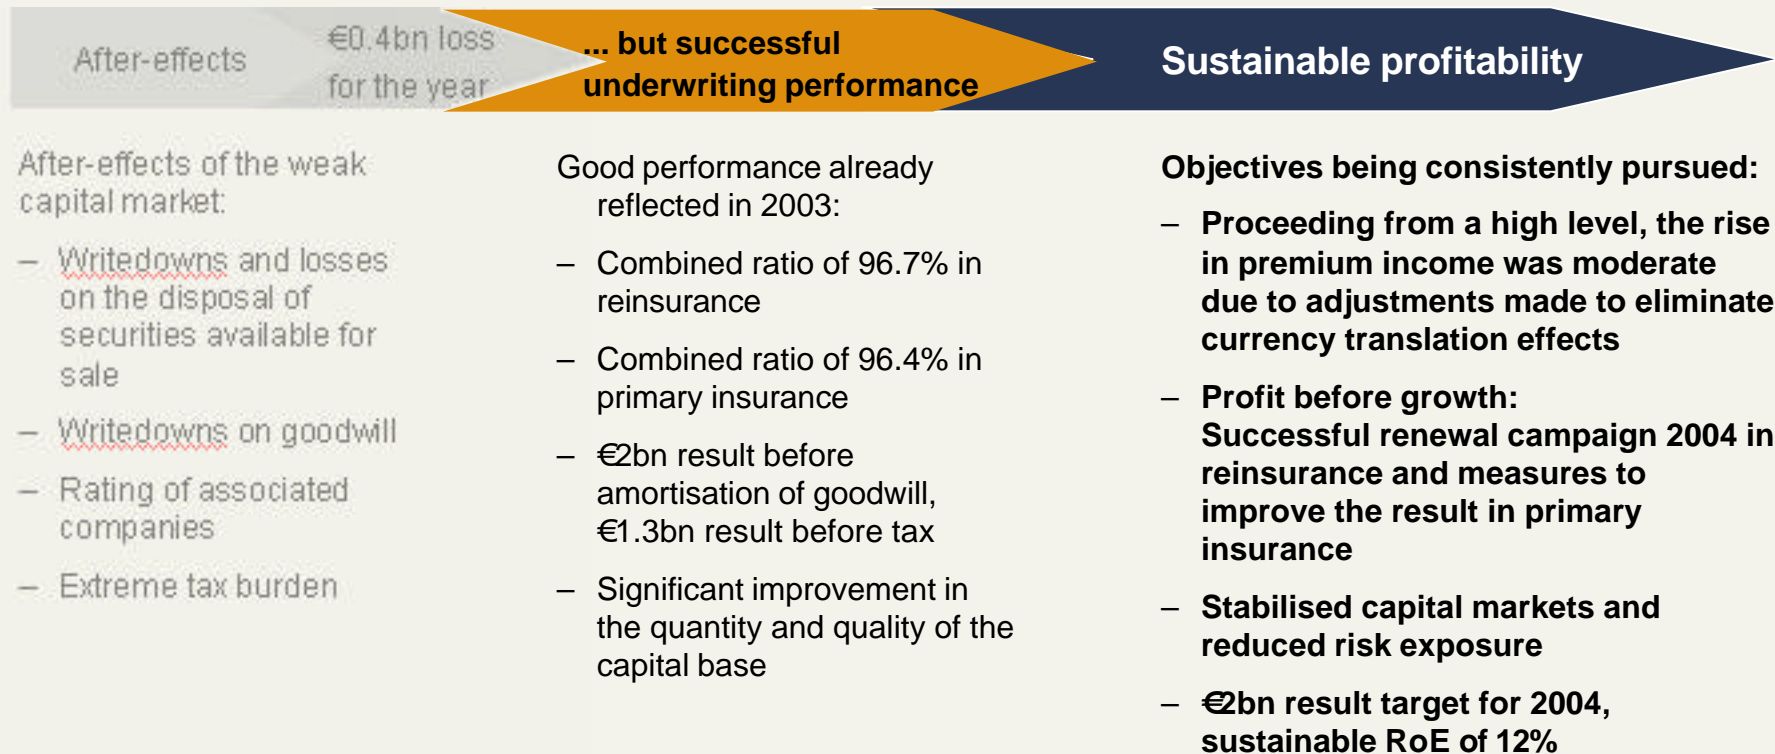 After-effects
€0.4bn loss
for the year
... but successful
underwriting performance
Sustainable profitability
After-effects of the weak
capital market:
– Writedowns and losses
on the disposal of
securities available for
sale
– Writedowns on goodwill
– Rating of associated
companies
– Extreme tax burden
Good performance already
reflected in 2003:
– Combined ratio of 96.7% in
reinsurance
– Combined ratio of 96.4% in
primary insurance
– €2bn result before
amortisation of goodwill,
€1.3bn result before tax
– Significant improvement in
the quantity and quality of the
capital base
Objectives being consistently pursued:
– Proceeding from a high level, the rise
in premium income was moderate
due to adjustments made to eliminate
currency translation effects
– Profit before growth:
Successful renewal campaign 2004 in
reinsurance and measures to
improve the result in primary
insurance
– Stabilised capital markets and
reduced risk exposure
– €2bn result target for 2004,
sustainable RoE of 12%